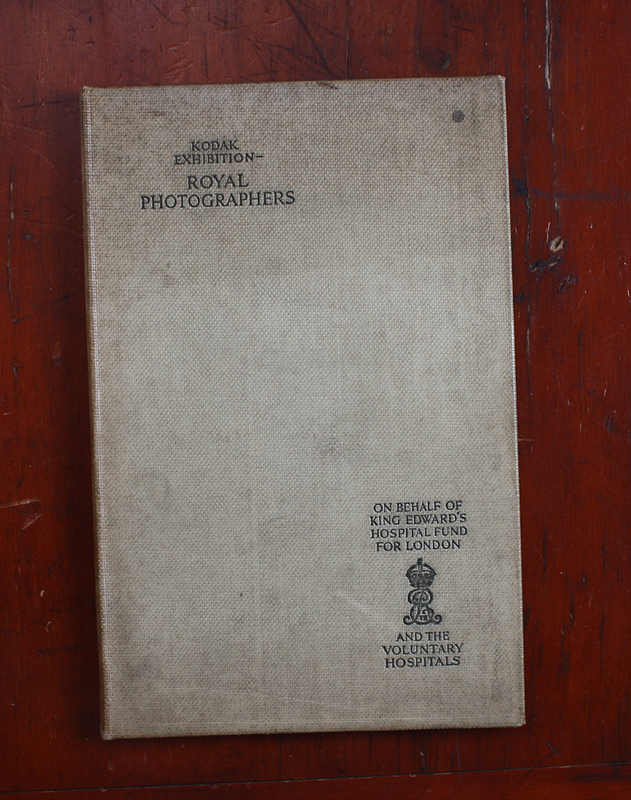 KODAK
EXHIBITION—
ROYAL
PHOTOGRAPHERS
ON BEHALF OF
KING EDWARD'S
HOSPITAL FUND
FOR LONDON
AND THE
VOLUNTARY
HOSPITALS